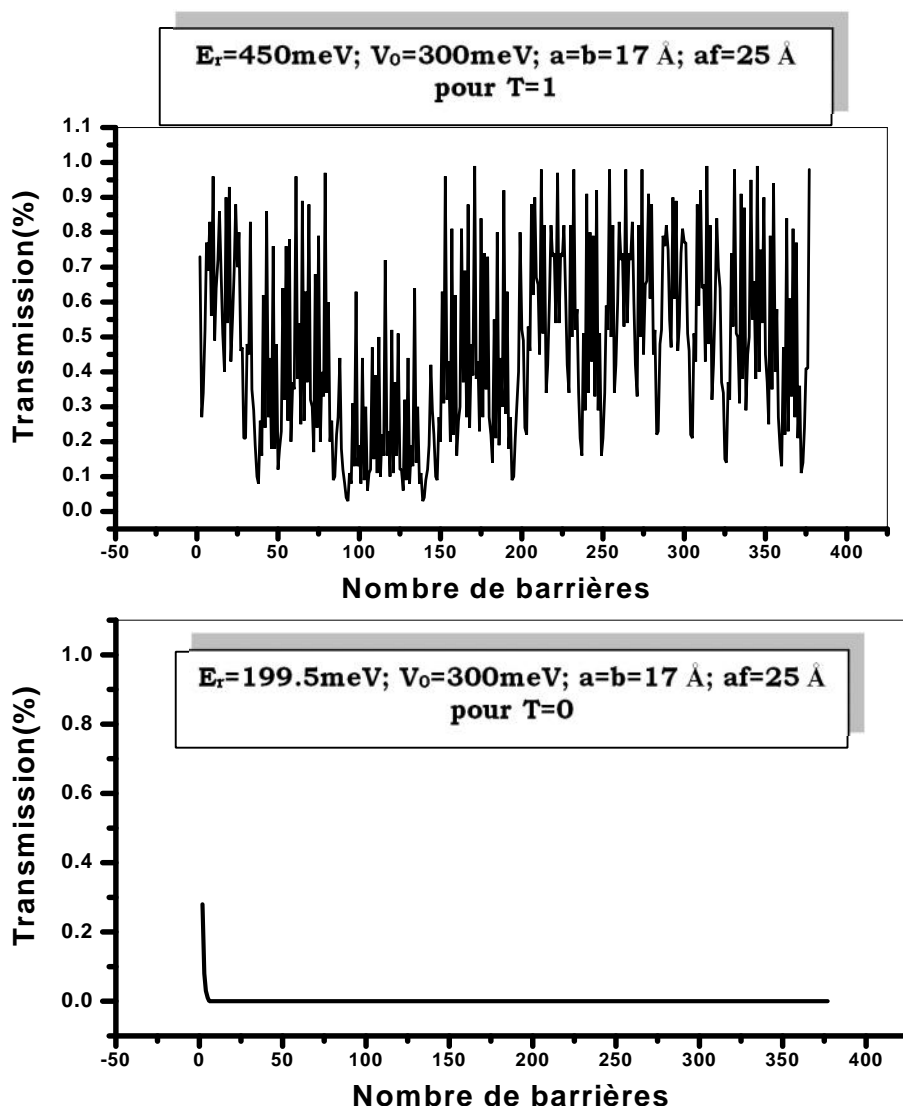 Eᵣ=450meV; V₀=300meV; a=b=17 Å; af=25 Å
pour T=1
Transmission(%)
1.1
1.0
0.9
0.8
0.7
0.6
0.5
0.4
0.3
0.2
0.1
0.0
-50 0 50 100 150 200 250 300 350 400
Nombre de barrières
Eᵣ=199.5meV; V₀=300meV; a=b=17 Å; af=25 Å
pour T=0
Transmission(%)
1.0
0.8
0.6
0.4
0.2
0.0
-50 0 50 100 150 200 250 300 350 400
Nombre de barrières